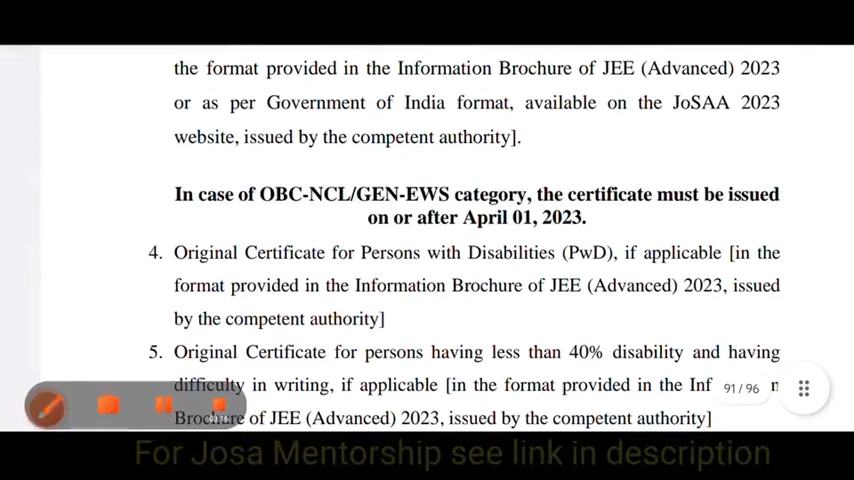 the format provided in the Information Brochure of JEE (Advanced) 2023
or as per Government of India format, available on the JoSAA 2023
website, issued by the competent authority].
In case of OBC-NCL/GEN-EWS category, the certificate must be issued
on or after April 01, 2023.
4. Original Certificate for Persons with Disabilities (PwD), if applicable [in the
format provided in the Information Brochure of JEE (Advanced) 2023, issued
by the competent authority]
5. Original Certificate for persons having less than 40% disability and having
difficulty in writing, if applicable [in the format provided in the Inf n
91 / 96
Brochure of JEE (Advanced) 2023, issued by the competent authority]
For Josa Mentorship see link in description